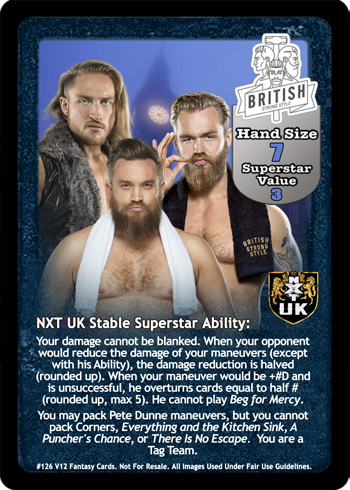 BRITISH
STRONG STYLE
Hand Size
7
Superstar
Value
3
BRITISH
STRONG
STYLE
NXT
UK
NXT UK Stable Superstar Ability:
Your damage cannot be blanked. When your opponent
would reduce the damage of your maneuvers (except
with his Ability), the damage reduction is halved
(rounded up). When your maneuver would be +#D and
is unsuccessful, he overturns cards equal to half #
(rounded up, max 5). He cannot play Beg for Mercy.
You may pack Pete Dunne maneuvers, but you cannot
pack Corners, Everything and the Kitchen Sink, A
Puncher's Chance, or There Is No Escape.  You are a
Tag Team.
#126 V12 Fantasy Cards. Not For Resale. All Images Used Under Fair Use Guidelines.